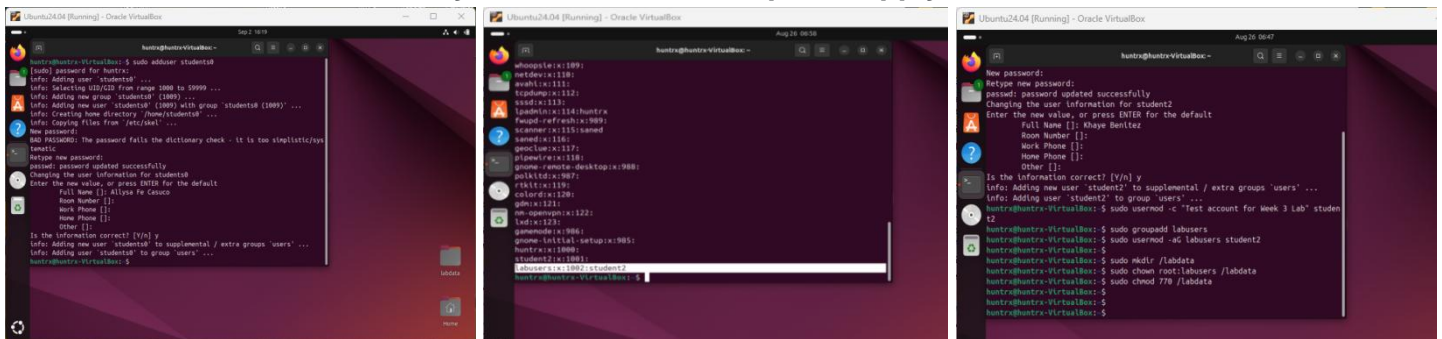 Ubuntu24.04 [Running] - Oracle VirtualBox
Sep 2 16:19
huntrx@huntrx-VirtualBox: ~
huntrx@huntrx-VirtualBox:~$ sudo adduser students0
[sudo] password for huntrx:
info: Adding user `students0' ...
info: Selecting UID/GID from range 1000 to 59999 ...
info: Adding new group `students0' (1009) ...
info: Adding new user `students0' (1009) with group `students0 (1009)' ...
info: Creating home directory `/home/students0' ...
info: Copying files from `/etc/skel' ...
New password:
BAD PASSWORD: The password fails the dictionary check - it is too simplistic/sys
tematic
Retype new password:
passwd: password updated successfully
Changing the user information for students0
Enter the new value, or press ENTER for the default
Full Name []: Allysa Fe Casuco
Room Number []:
Work Phone []:
Home Phone []:
Other []:
Is the information correct? [Y/n] y
info: Adding new user `students0' to supplemental / extra groups `users' ...
info: Adding user `students0' to group `users' ...
huntrx@huntrx-VirtualBox:~$
labdata
Home
Ubuntu24.04 [Running] - Oracle VirtualBox
Aug 26 06:58
huntrx@huntrx-VirtualBox: ~
whoopsie:x:109:
netdev:x:110:
avahi:x:111:
tcpdump:x:112:
sssd:x:113:
lpadmin:x:114:huntrx
fwupd-refresh:x:989:
scanner:x:115:saned
saned:x:116:
geoclue:x:117:
pipewire:x:118:
gnome-remote-desktop:x:988:
polkitd:x:987:
rtkit:x:119:
colord:x:120:
gdm:x:121:
nm-openvpn:x:122:
lxd:x:123:
gamemode:x:986:
gnome-initial-setup:x:985:
huntrx:x:1000:
student2:x:1001:
labusers:x:1002:student2
huntrx@huntrx-VirtualBox:~$
Ubuntu24.04 [Running] - Oracle VirtualBox
Aug 26 06:47
huntrx@huntrx-VirtualBox: ~
New password:
Retype new password:
passwd: password updated successfully
Changing the user information for student2
Enter the new value, or press ENTER for the default
Full Name []: Khaye Benitez
Room Number []:
Work Phone []:
Home Phone []:
Other []:
Is the information correct? [Y/n] y
info: Adding new user `student2' to supplemental / extra groups `users' ...
info: Adding user `student2' to group `users' ...
huntrx@huntrx-VirtualBox:~$ sudo usermod -c "Test account for Week 3 Lab" studen
t2
huntrx@huntrx-VirtualBox:~$ sudo groupadd labusers
huntrx@huntrx-VirtualBox:~$ sudo usermod -aG labusers student2
huntrx@huntrx-VirtualBox:~$
huntrx@huntrx-VirtualBox:~$ sudo mkdir /labdata
huntrx@huntrx-VirtualBox:~$ sudo chown root:labusers /labdata
huntrx@huntrx-VirtualBox:~$ sudo chmod 770 /labdata
huntrx@huntrx-VirtualBox:~$
huntrx@huntrx-VirtualBox:~$
huntrx@huntrx-VirtualBox:~$